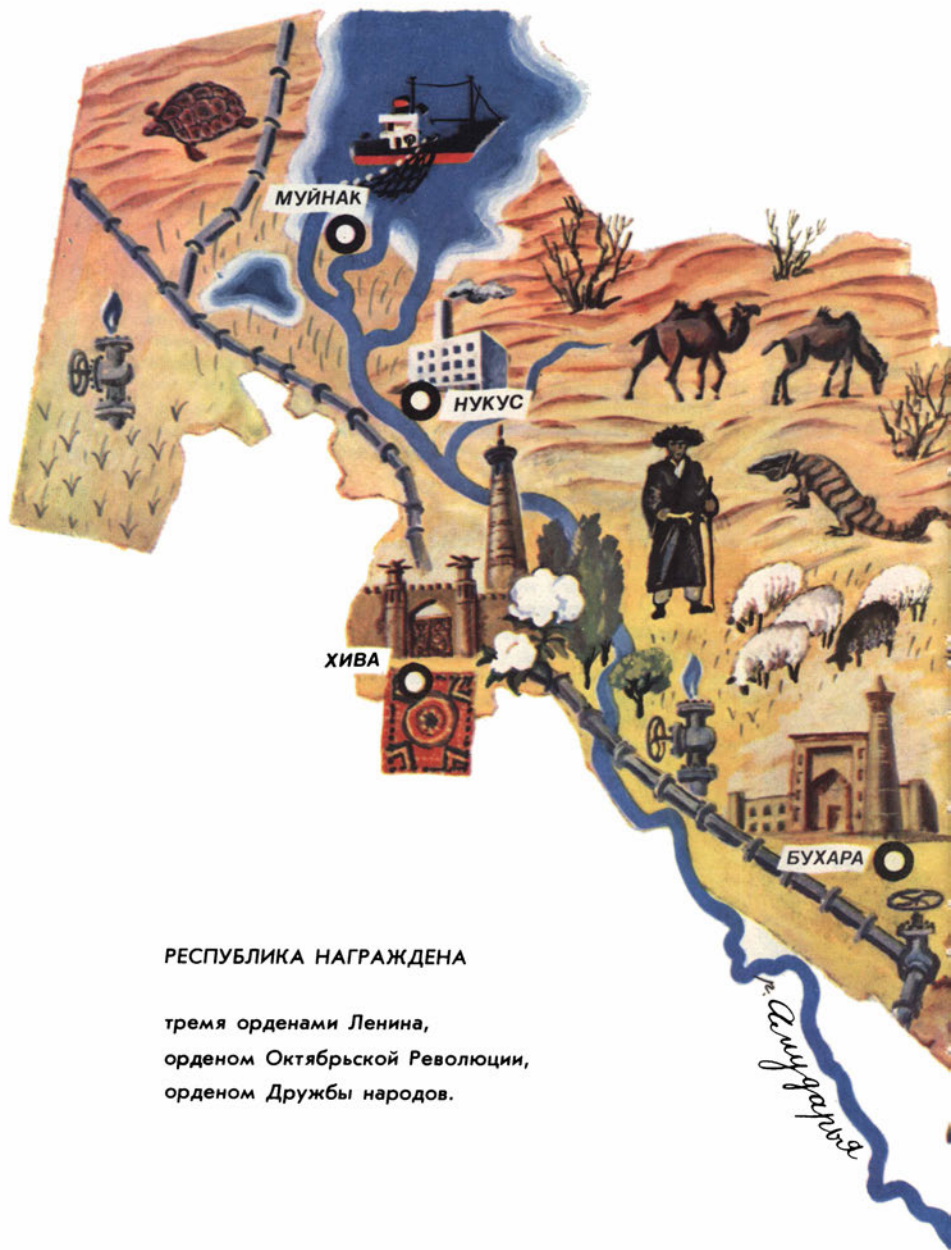 МУЙНАК
НУКУС
ХИВА
БУХАРА
РЕСПУБЛИКА НАГРАЖДЕНА
тремя орденами Ленина,
орденом Октябрьской Революции,
орденом Дружбы народов.
р. Амударья